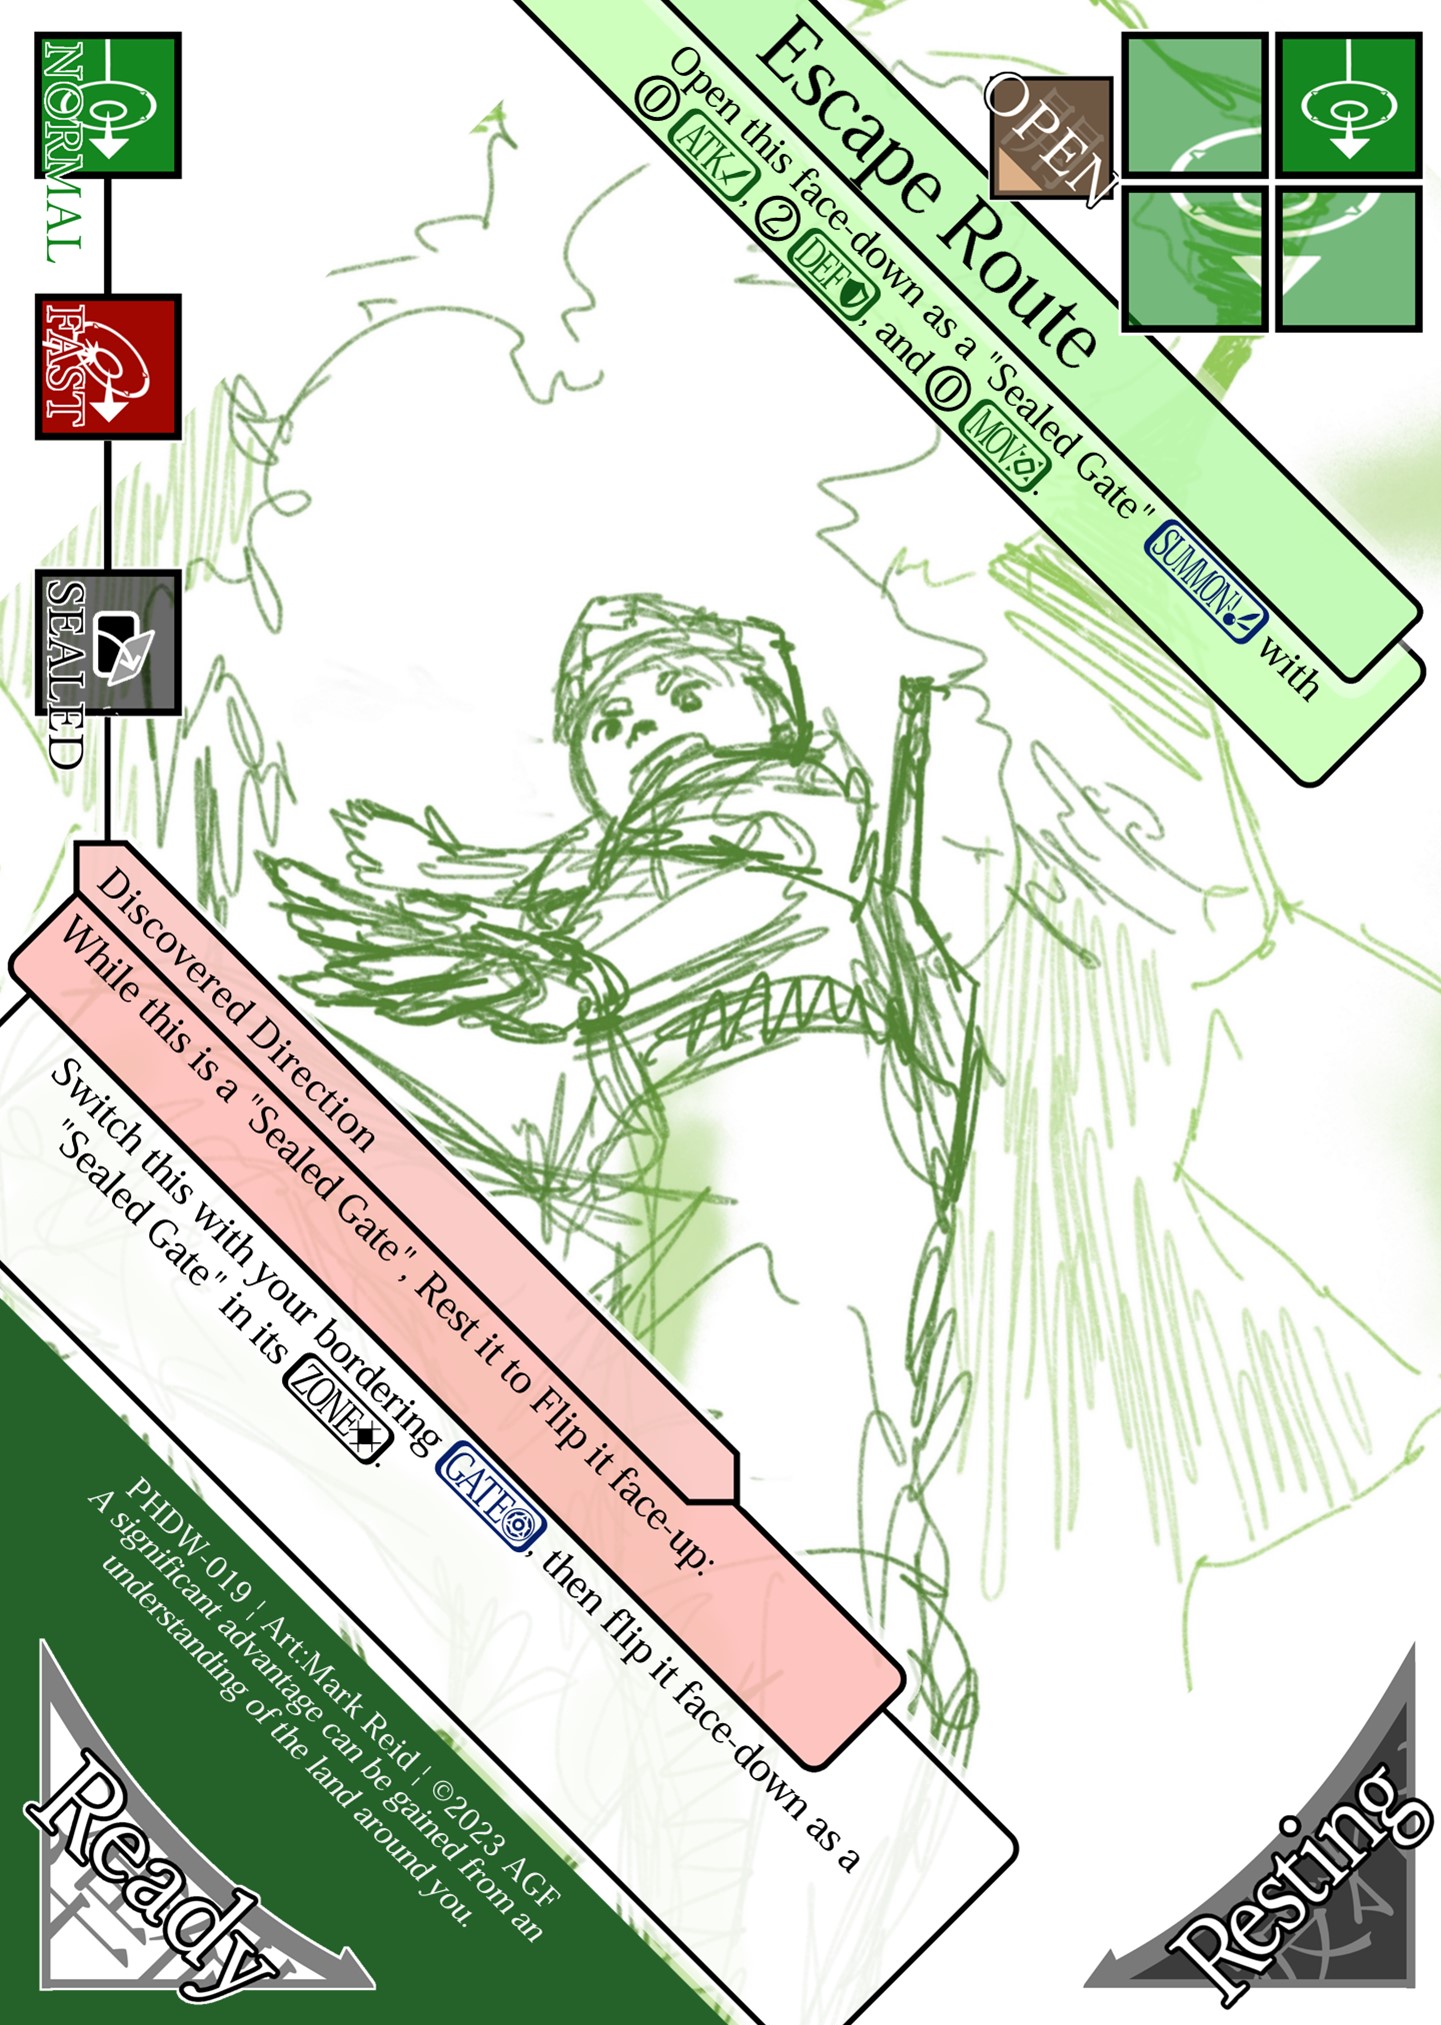 Escape Route
Open this face-down as a "Sealed Gate" SUMMON with
⓪ ATK, ② DEF, and ⓪ MOV.
OPEN
NORMAL
FAST
SEALED
Discovered Direction
While this is a "Sealed Gate", Rest it to Flip it face-up:
Switch this with your bordering GATE, then flip it face-down as a
"Sealed Gate" in its ZONE.
PHDW-019 ¦ Art:Mark Reid ¦ ©2023 AGF
A significant advantage can be gained from an
understanding of the land around you.
Ready
Resting